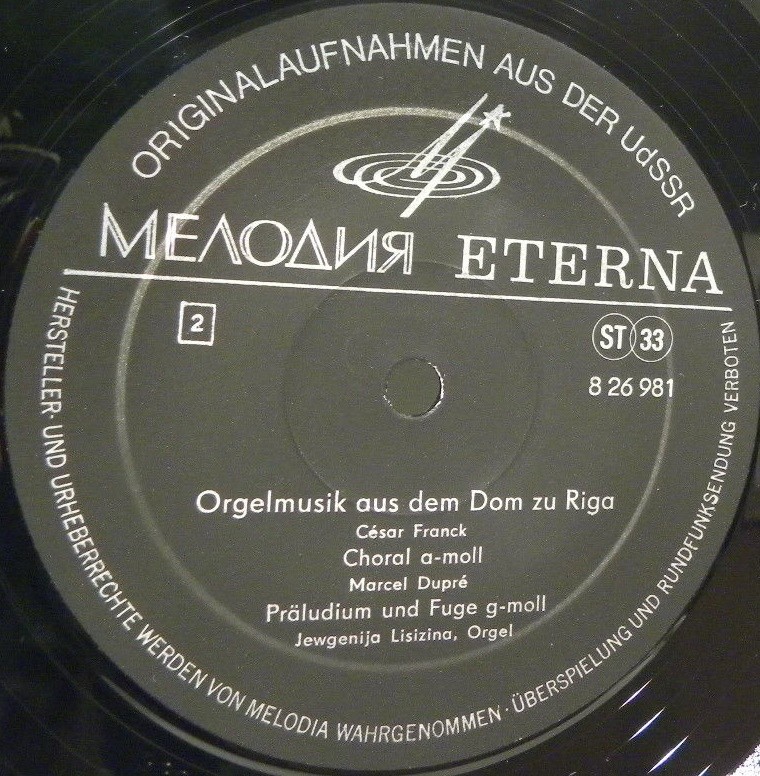 ORIGINALAUFNAHMEN AUS DER UdSSR
МЕЛОДИЯ ETERNA
2
ST 33
8 26 981
Orgelmusik aus dem Dom zu Riga
César Franck
Choral a-moll
Marcel Dupré
Präludium und Fuge g-moll
Jewgenija Lisizina, Orgel
HERSTELLER- UND URHEBERRECHTE WERDEN VON MELODIA WAHRGENOMMEN · ÜBERSPIELUNG UND RUNDFUNKSENDUNG VERBOTEN